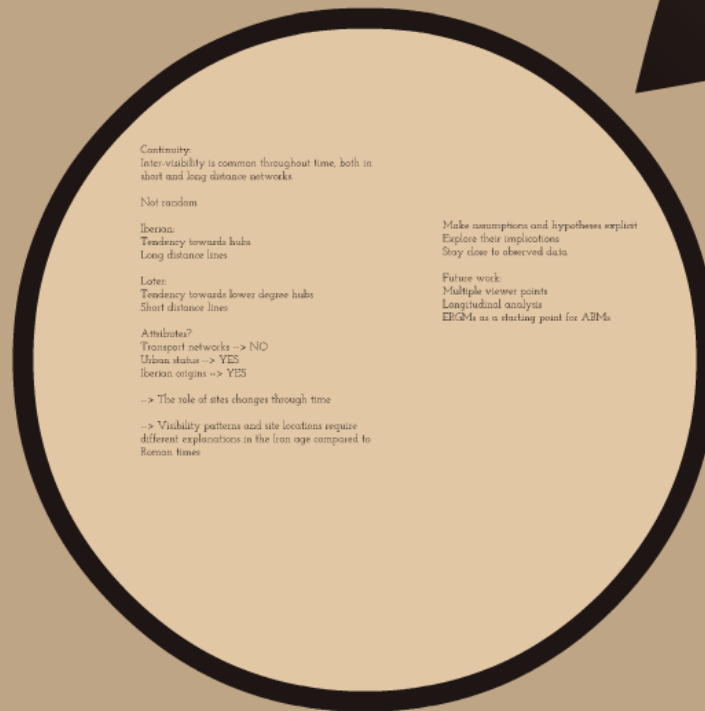 Continuity:
Inter-visibility is common throughout time, both in
short and long distance networks
Not random
Iberian:
Tendency towards hubs
Long distance lines
Later:
Tendency towards lower degree hubs
Short distance lines
Attributes?
Transport networks --> NO
Urban status --> YES
Iberian origins --> YES
--> The role of sites changes through time
--> Visibility patterns and site locations require
different explanations in the Iron age compared to
Roman times
Make assumptions and hypotheses explicit
Explore their implications
Stay close to observed data
Future work:
Multiple viewer points
Longitudinal analysis
ERGMs as a starting point for ABMs